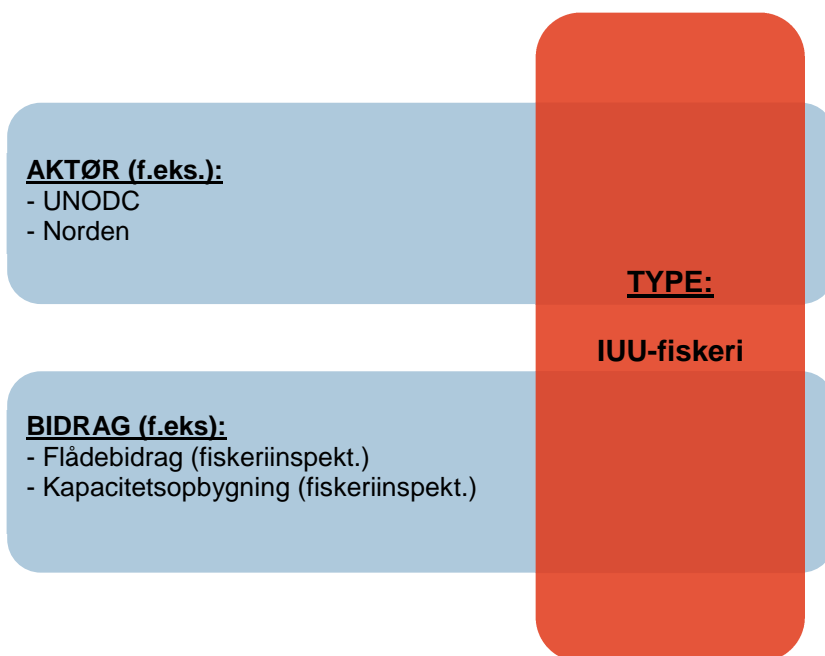 AKTØR (f.eks.):
- UNODC
- Norden
TYPE:
IUU-fiskeri
BIDRAG (f.eks):
- Flådebidrag (fiskeriinspekt.)
- Kapacitetsopbygning (fiskeriinspekt.)